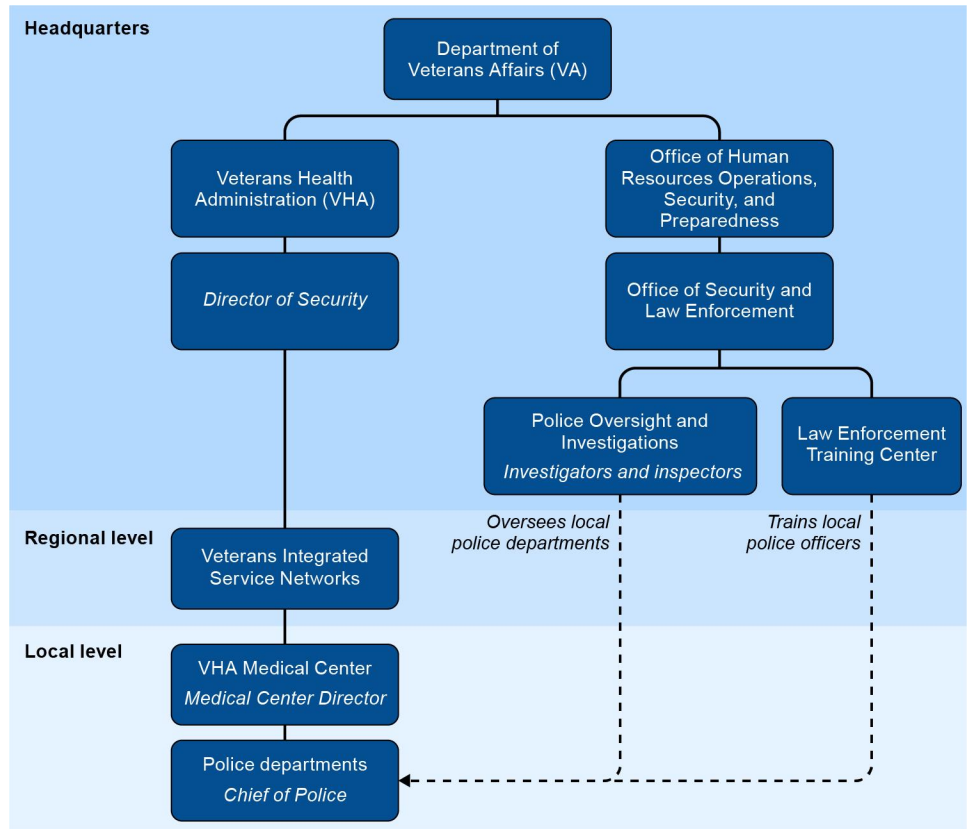 Headquarters
Department of
Veterans Affairs (VA)
Veterans Health
Administration (VHA)
Office of Human
Resources Operations,
Security, and
Preparedness
Director of Security
Office of Security and
Law Enforcement
Police Oversight and
Investigations
Investigators and inspectors
Law Enforcement
Training Center
Oversees local
police departments
Trains local
police officers
Regional level
Veterans Integrated
Service Networks
Local level
VHA Medical Center
Medical Center Director
Police departments
Chief of Police